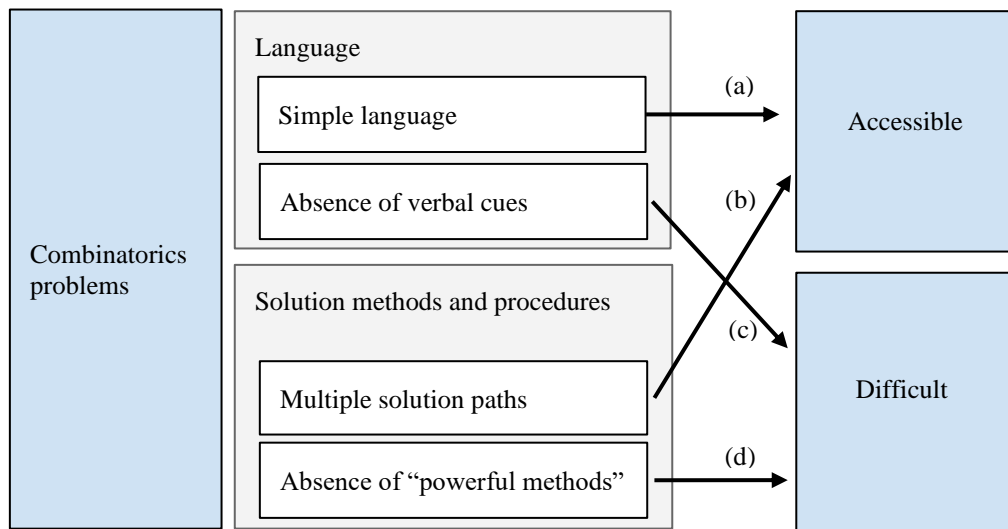 Combinatorics
problems
Language
Simple language
Absence of verbal cues
Solution methods and procedures
Multiple solution paths
Absence of “powerful methods”
(a)
(b)
(c)
(d)
Accessible
Difficult